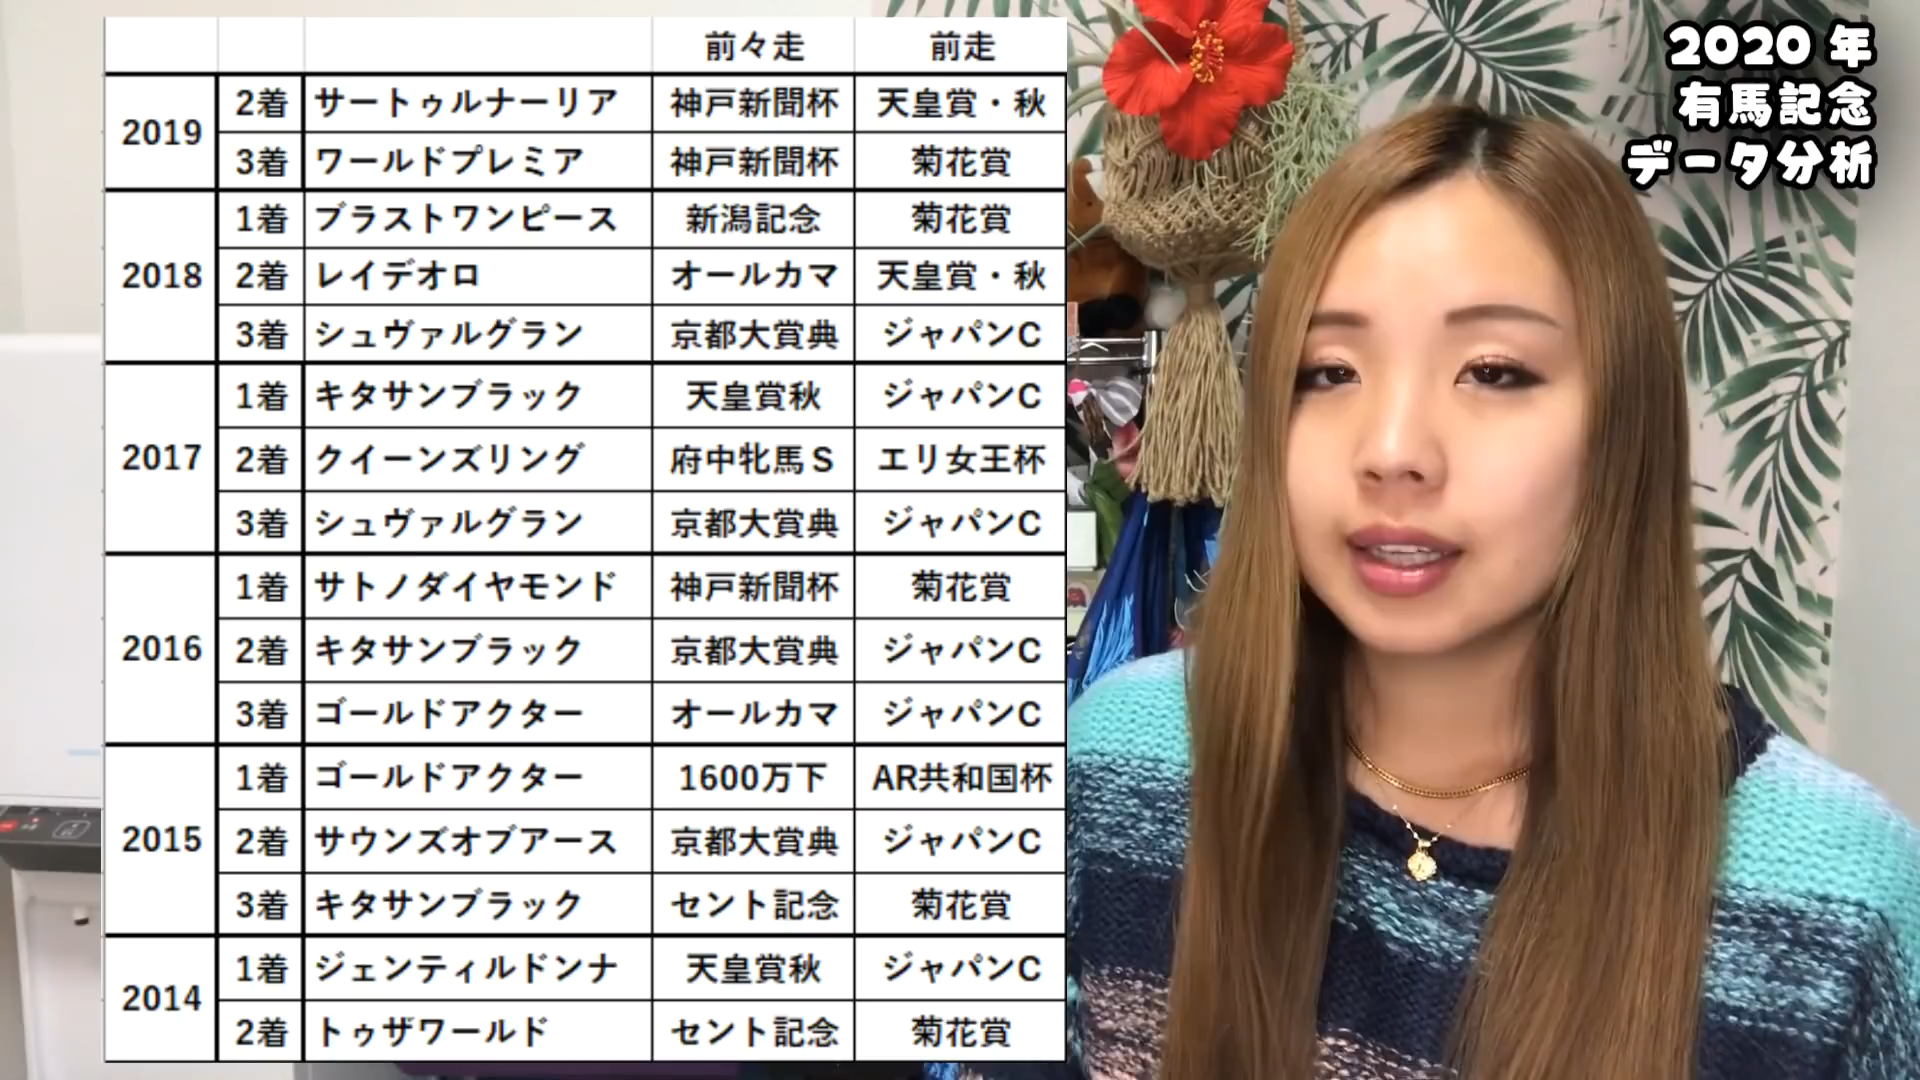 前々走 前走
2019 2着 サートゥルナーリア 神戸新聞杯 天皇賞・秋
3着 ワールドプレミア 神戸新聞杯 菊花賞
2018 1着 ブラストワンピース 新潟記念 菊花賞
2着 レイデオロ オールカマ 天皇賞・秋
3着 シュヴァルグラン 京都大賞典 ジャパンC
2017 1着 キタサンブラック 天皇賞秋 ジャパンC
2着 クイーンズリング 府中牝馬S エリ女王杯
3着 シュヴァルグラン 京都大賞典 ジャパンC
2016 1着 サトノダイヤモンド 神戸新聞杯 菊花賞
2着 キタサンブラック 京都大賞典 ジャパンC
3着 ゴールドアクター オールカマ ジャパンC
2015 1着 ゴールドアクター 1600万下 AR共和国杯
2着 サウンズオブアース 京都大賞典 ジャパンC
3着 キタサンブラック セント記念 菊花賞
2014 1着 ジェンティルドンナ 天皇賞秋 ジャパンC
2着 トゥザワールド セント記念 菊花賞
2020年
有馬記念
データ分析